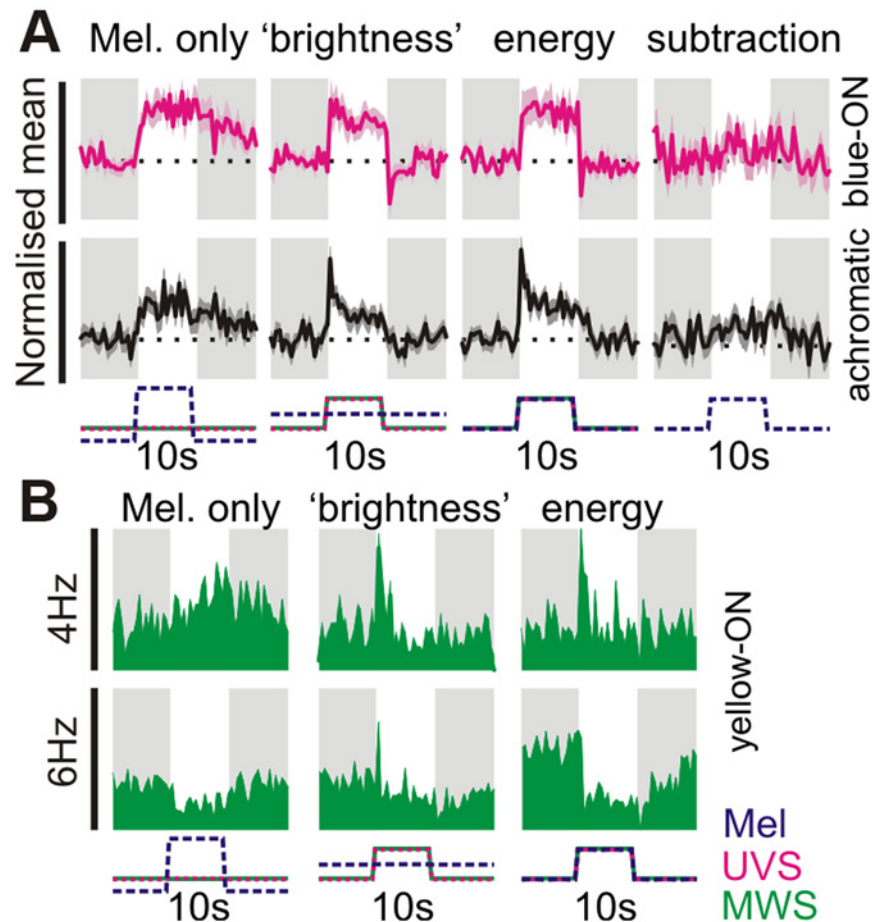 A
Mel. only 'brightness' energy subtraction
Normalised mean
blue-ON
achromatic
10s 10s 10s 10s
B
Mel. only 'brightness' energy
4Hz
6Hz
yellow-ON
10s 10s 10s
Mel
UVS
MWS